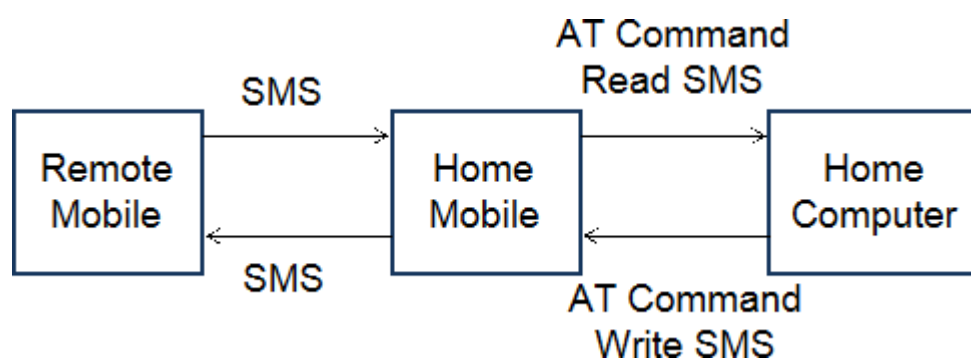 AT Command
Read SMS
SMS
Remote
Mobile
Home
Mobile
Home
Computer
SMS
AT Command
Write SMS